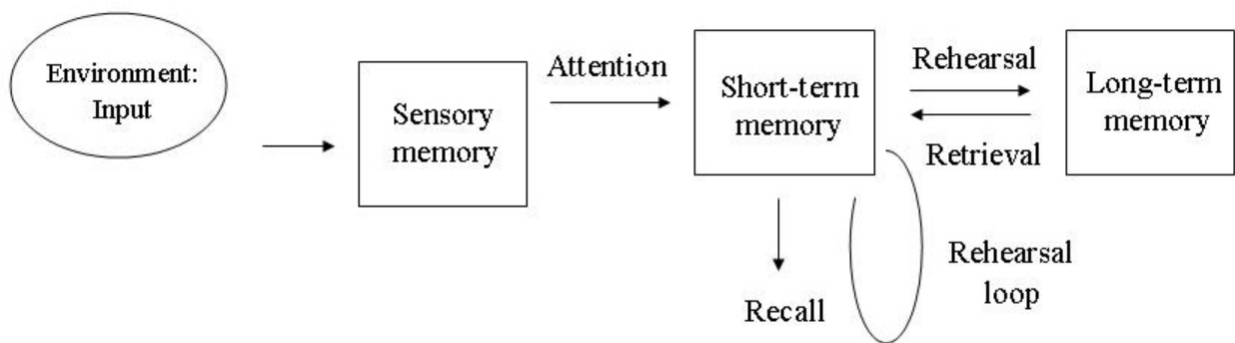 Environment:
Input
Sensory
memory
Attention
Short-term
memory
Rehearsal
Retrieval
Long-term
memory
Recall
Rehearsal
loop